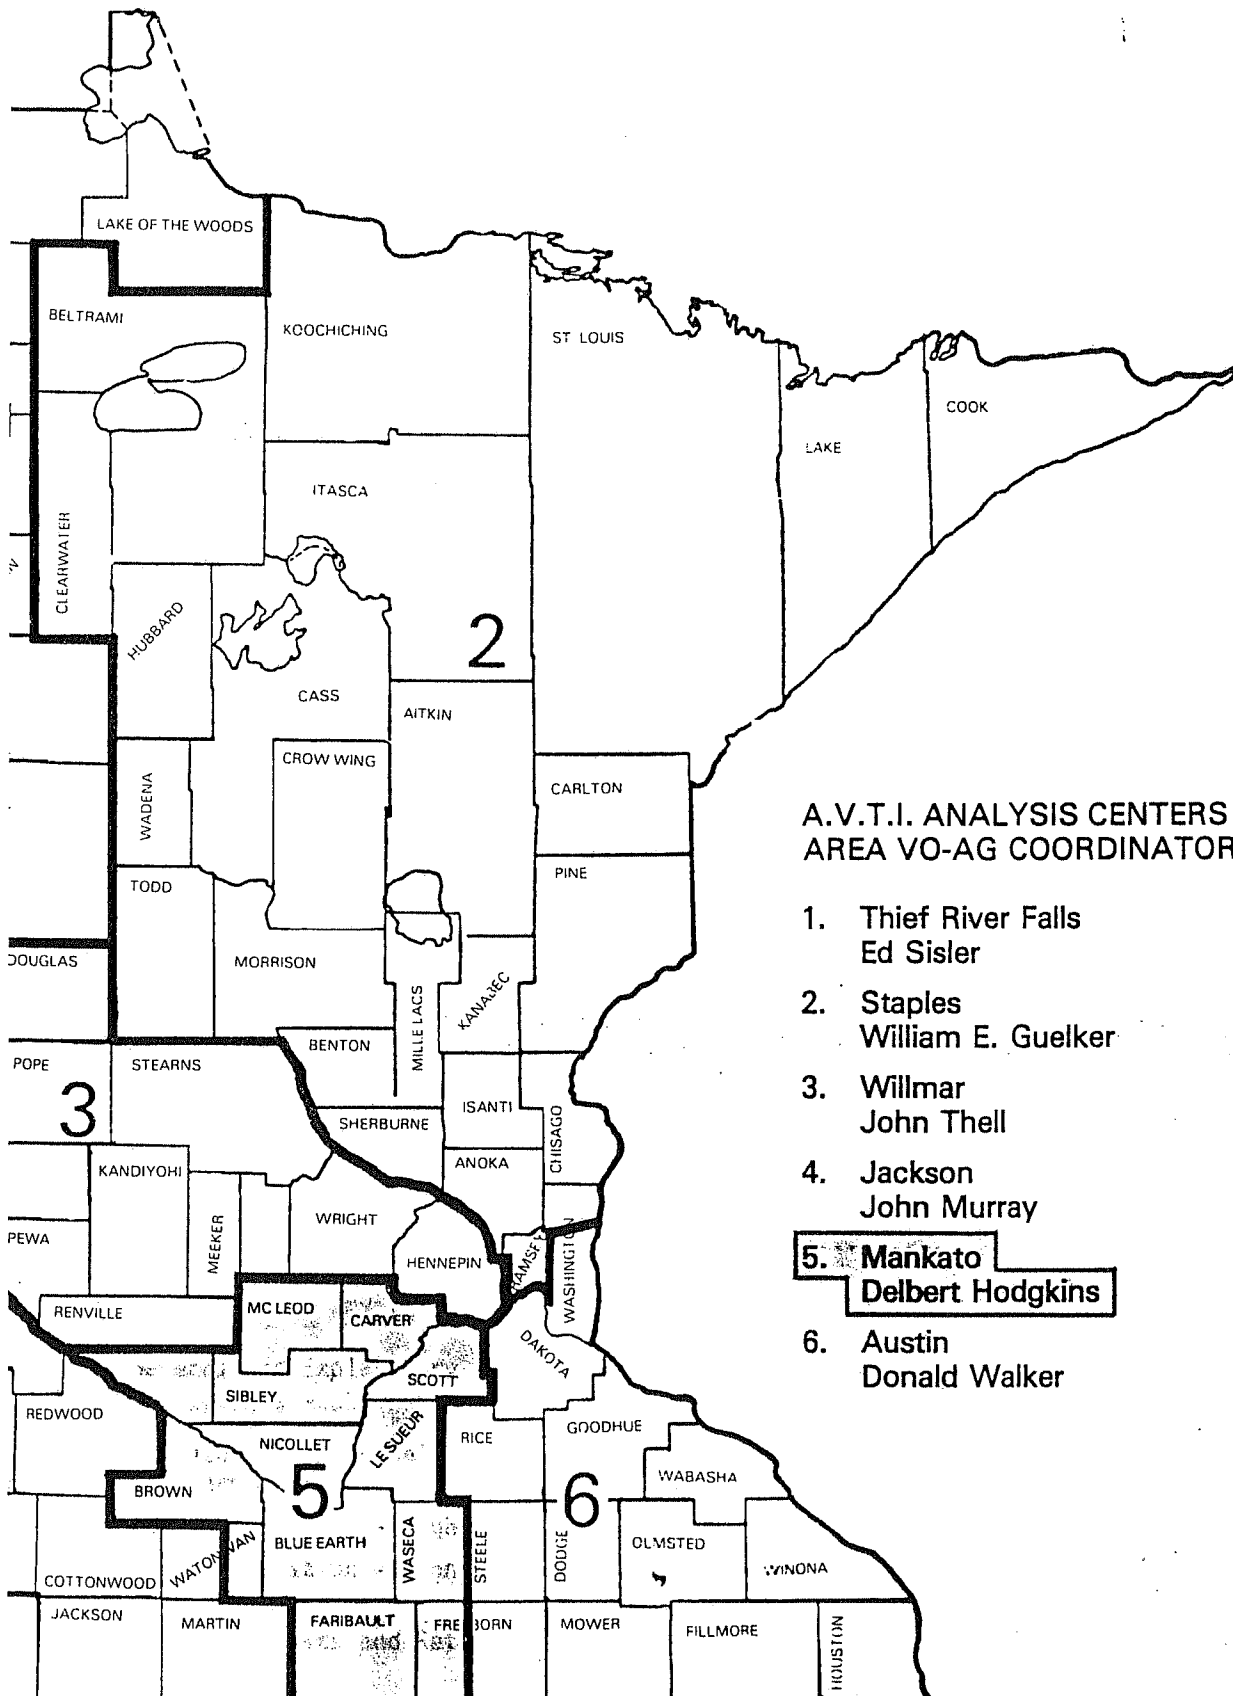 LAKE OF THE WOODS
BELTRAMI
KOOCHICHING
ST LOUIS
COOK
LAKE
ITASCA
CLEARWATER
HUBBARD
2
CASS
AITKIN
CROW WING
WADENA
CARLTON
A.V.T.I. ANALYSIS CENTERS
AREA VO-AG COORDINATOR
PINE
TODD
1. Thief River Falls
Ed Sisler
DOUGLAS
MORRISON
MILLE LACS
KANABEC
2. Staples
William E. Guelker
BENTON
POPE
STEARNS
3
3. Willmar
John Thell
ISANTI
SHERBURNE
CHISAGO
ANOKA
KANDIYOHI
4. Jackson
John Murray
MEEKER
WRIGHT
PEWA
HENNEPIN
RAMSEY
WASHINGTON
5. Mankato
Delbert Hodgkins
RENVILLE
MC LEOD
CARVER
DAKOTA
6. Austin
Donald Walker
SCOTT
SIBLEY
REDWOOD
LE SUEUR
RICE
GOODHUE
NICOLLET
WABASHA
BROWN
5
6
BLUE EARTH
WASECA
STEELE
DODGE
OLMSTED
WINONA
WATONWAN
COTTONWOOD
JACKSON
MARTIN
FARIBAULT
FREEBORN
MOWER
FILLMORE
HOUSTON